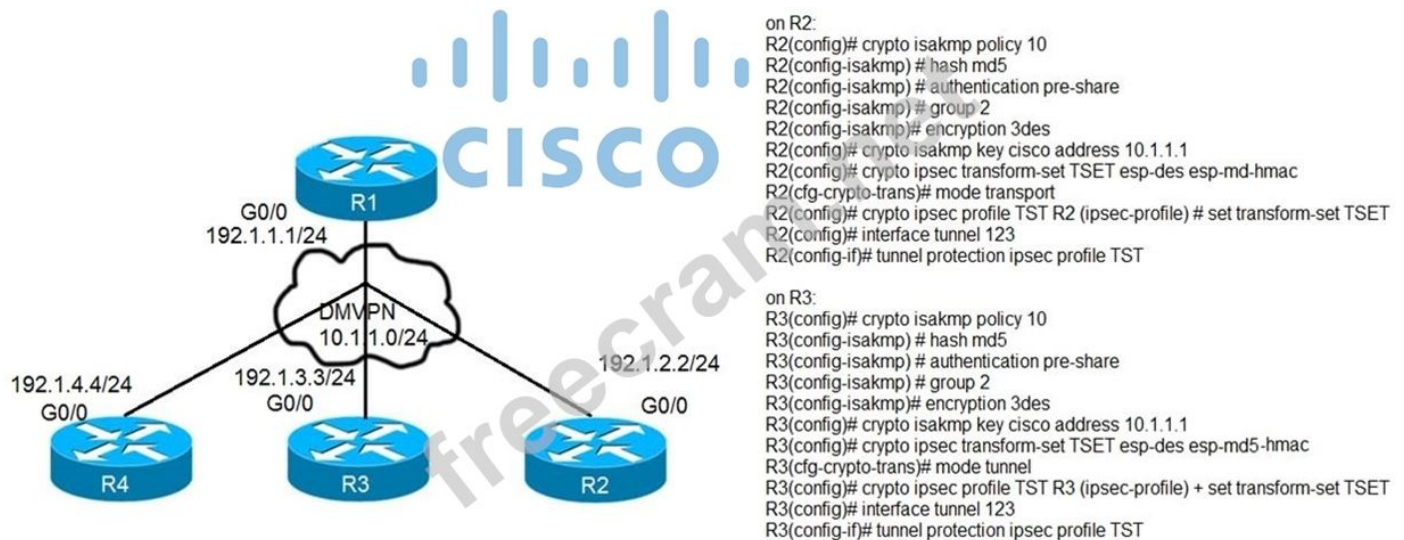 CISCO
R1
G0/0
192.1.1.1/24
DMVPN
10.1.1.0/24
192.1.4.4/24
G0/0
192.1.3.3/24
G0/0
192.1.2.2/24
G0/0
R4
R3
R2
freecram.net
on R2:
R2(config)# crypto isakmp policy 10
R2(config-isakmp) # hash md5
R2(config-isakmp) # authentication pre-share
R2(config-isakmp) # group 2
R2(config-isakmp)# encryption 3des
R2(config)# crypto isakmp key cisco address 10.1.1.1
R2(config)# crypto ipsec transform-set TSET esp-des esp-md-hmac
R2(cfg-crypto-trans)# mode transport
R2(config)# crypto ipsec profile TST R2 (ipsec-profile) # set transform-set TSET
R2(config)# interface tunnel 123
R2(config-if)# tunnel protection ipsec profile TST
on R3:
R3(config)# crypto isakmp policy 10
R3(config-isakmp) # hash md5
R3(config-isakmp) # authentication pre-share
R3(config-isakmp) # group 2
R3(config-isakmp)# encryption 3des
R3(config)# crypto isakmp key cisco address 10.1.1.1
R3(config)# crypto ipsec transform-set TSET esp-des esp-md5-hmac
R3(cfg-crypto-trans)# mode tunnel
R3(config)# crypto ipsec profile TST R3 (ipsec-profile) + set transform-set TSET
R3(config)# interface tunnel 123
R3(config-if)# tunnel protection ipsec profile TST